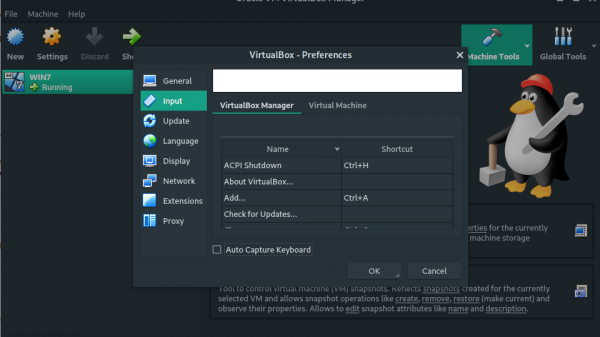 Oracle VM VirtualBox Manager
File Machine Help
New Settings Discard
Machine Tools Global Tools
WIN7
Running
VirtualBox - Preferences
General
Input
Update
Language
Display
Network
Extensions
Proxy
VirtualBox Manager Virtual Machine
Name Shortcut
ACPI Shutdown Ctrl+H
About VirtualBox...
Add... Ctrl+A
Check for Updates...
Auto Capture Keyboard
OK Cancel
for the currently
machine storage
Tool to control virtual machine (VM) snapshots. Reflects snapshots created for the currently
selected VM and allows snapshot operations like create, remove, restore (make current) and
observe their properties. Allows to edit snapshot attributes like name and description.